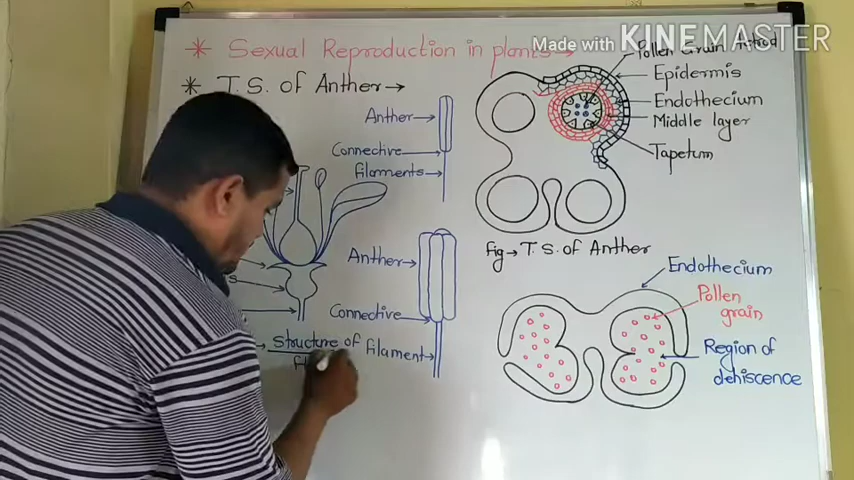 Made with KINEMASTER
* Sexual Reproduction in plants→
* T.S. of Anther→
Anther
Connective
filaments
Anther
Connective
filament
Structure of
Pollen Grain
Epidermis
Endothecium
Middle layer
Tapetum
fig→T.S. of Anther
Endothecium
Pollen
grain
Region of
dehiscence